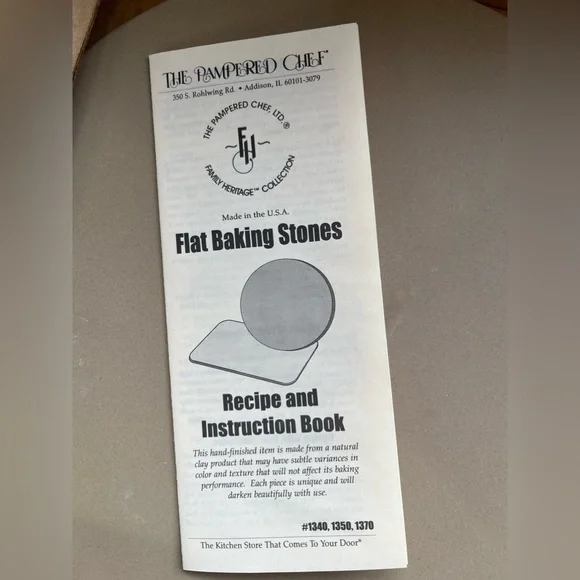 THE PAMPERED CHEF®
350 S. Rohlwing Rd. • Addison, IL 60101-3079
THE PAMPERED CHEF, LTD.®
FH
FAMILY HERITAGE™ COLLECTION
Made in the U.S.A.
Flat Baking Stones
Recipe and
Instruction Book
This hand-finished item is made from a natural
clay product that may have subtle variances in
color and texture that will not affect its baking
performance. Each piece is unique and will
darken beautifully with use.
#1340, 1350, 1370
The Kitchen Store That Comes To Your Door®